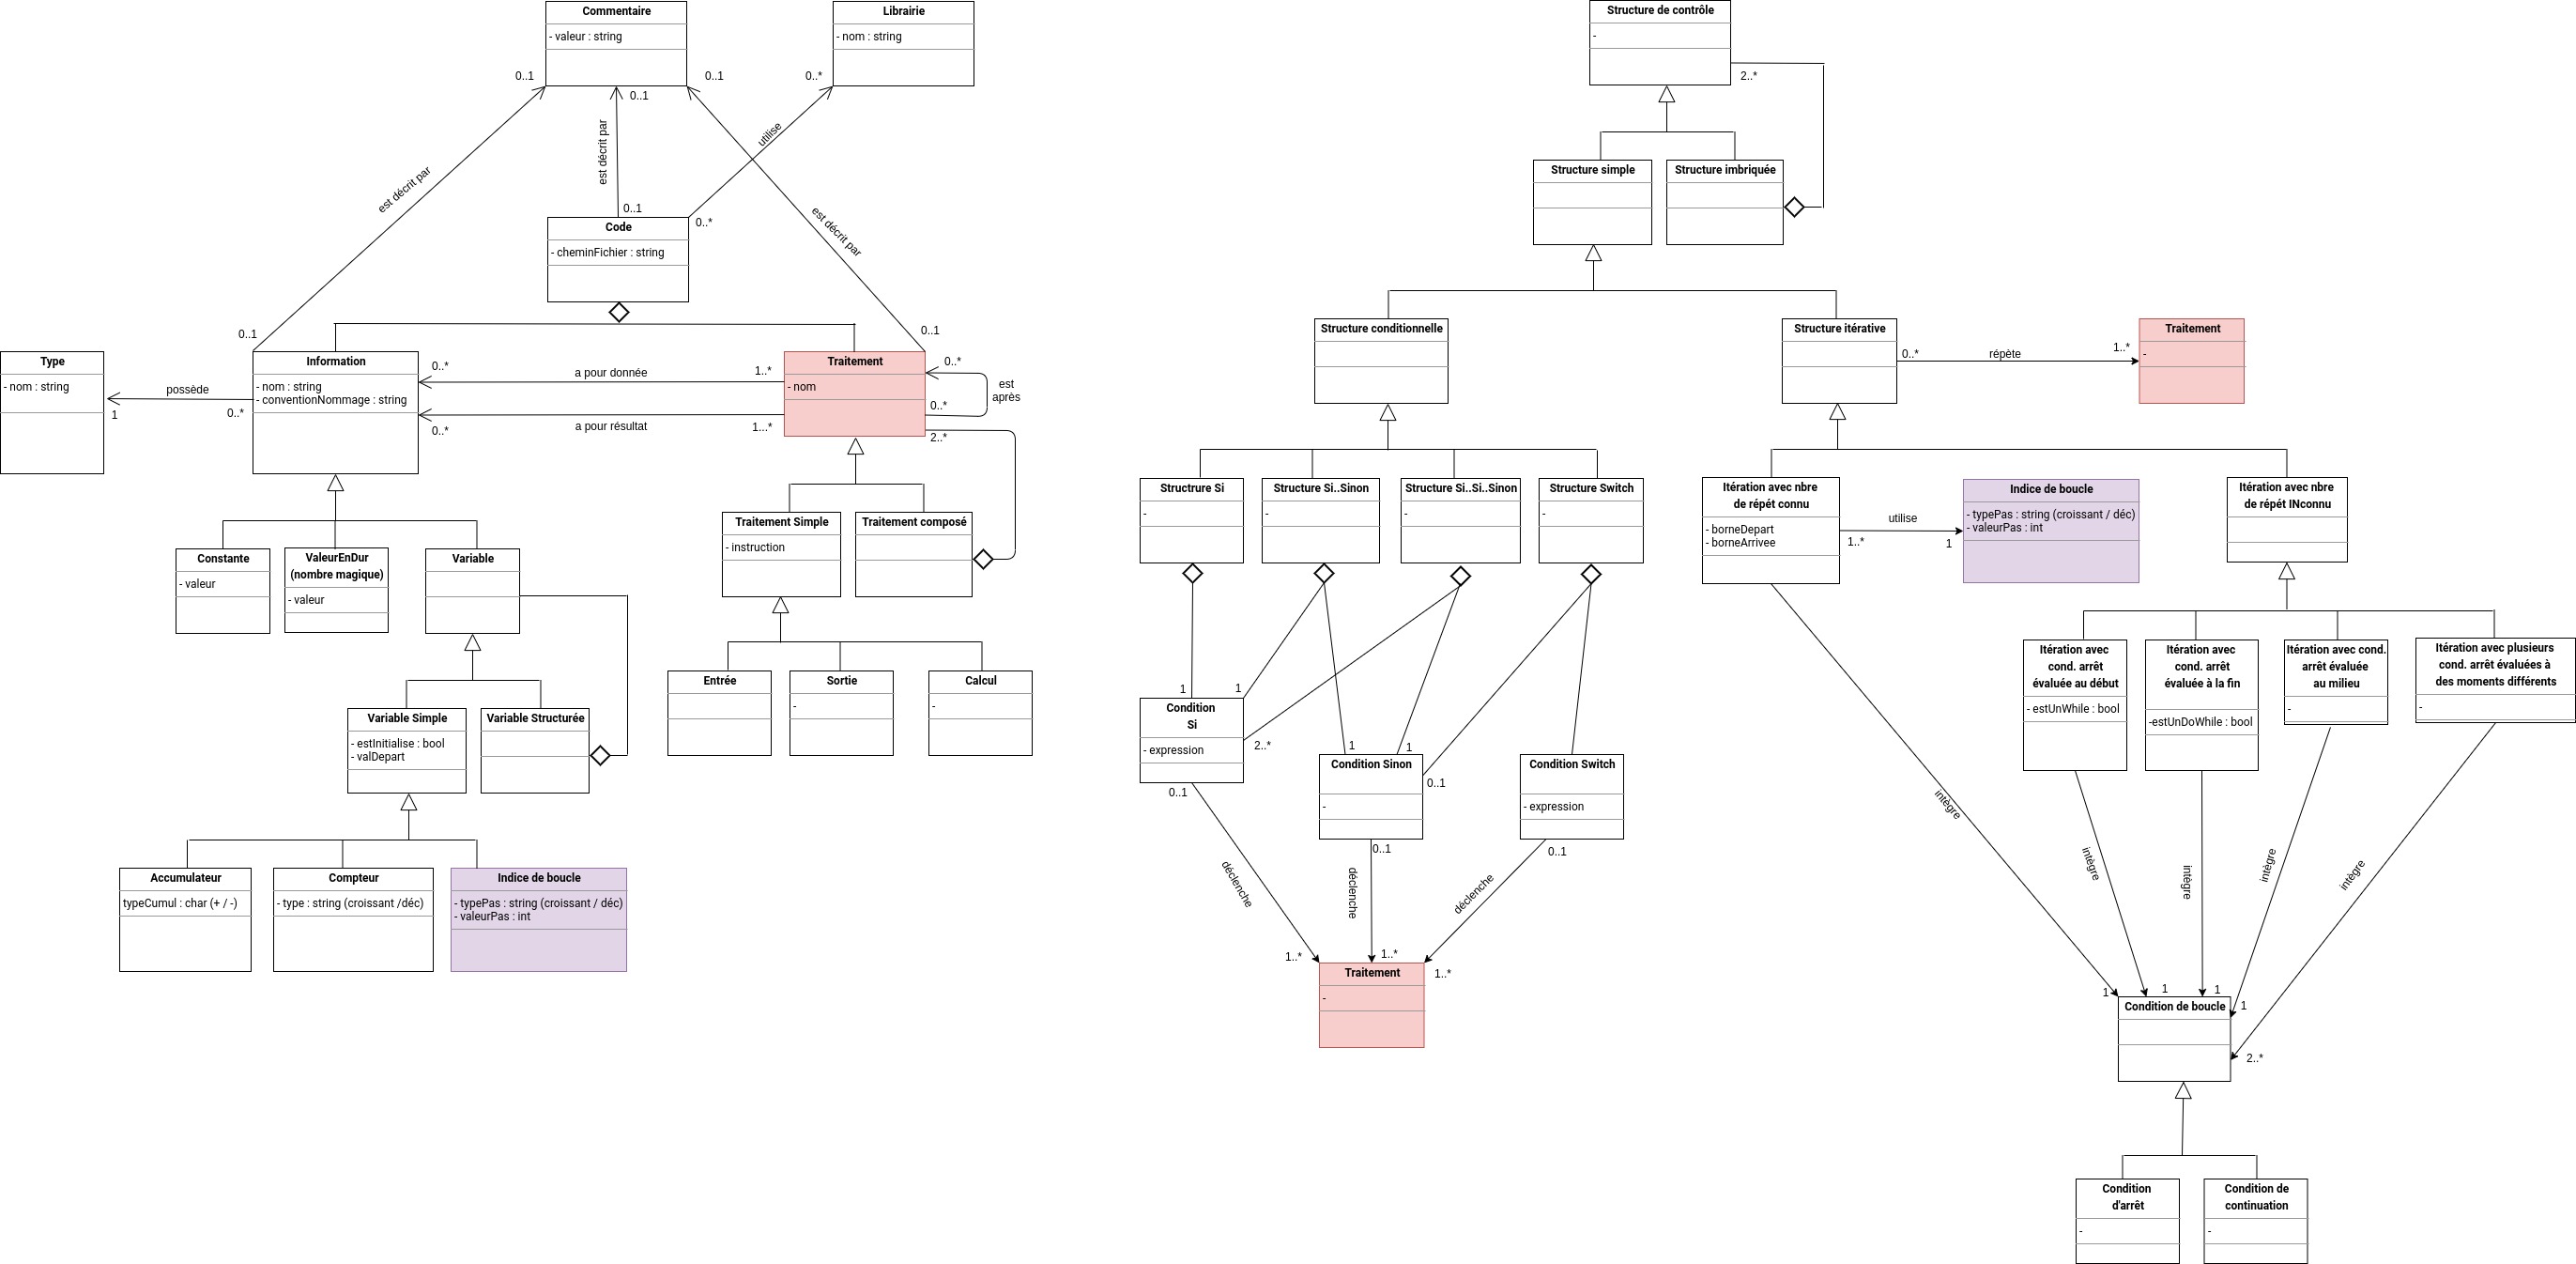 Commentaire
- valeur : string
Librairie
- nom : string
0..1
0..1
0..1
0..*
est décrit par
est décrit par
utilise
est décrit par
0..1
0..*
Code
- cheminFichier : string
0..1
0..1
Type
- nom : string
possède
1
0..*
Information
- nom : string
- conventionNommage : string
0..*
a pour donnée
1..*
0..*
a pour résultat
1...*
Traitement
- nom
0..*
est
après
0..*
2..*
Constante
- valeur
ValeurEnDur
(nombre magique)
- valeur
Variable
Traitement Simple
- instruction
Traitement composé
Entrée
Sortie
-
Calcul
-
Variable Simple
- estInitialise : bool
- valDepart
Variable Structurée
Accumulateur
typeCumul : char (+ / -)
Compteur
- type : string (croissant /déc)
Indice de boucle
- typePas : string (croissant / déc)
- valeurPas : int
Structure de contrôle
-
2..*
Structure simple
Structure imbriquée
Structure conditionnelle
Structure itérative
0..*
répète
1..*
Traitement
-
Structrure Si
-
Structure Si..Sinon
-
Structure Si..Si..Sinon
-
Structure Switch
-
Itération avec nbre
de répét connu
- borneDepart
- borneArrivee
utilise
1..*
1
Indice de boucle
- typePas : string (croissant / déc)
- valeurPas : int
Itération avec nbre
de répét INconnu
1
1
2..*
1
1
0..1
Condition
Si
- expression
Condition Sinon
-
Condition Switch
- expression
0..1
0..1
0..1
déclenche
déclenche
déclenche
1..*
1..*
1..*
Traitement
-
Itération avec
cond. arrêt
évaluée au début
- estUnWhile : bool
Itération avec
cond. arrêt
évaluée à la fin
-estUnDoWhile : bool
Itération avec cond.
arrêt évaluée
au milieu
-
Itération avec plusieurs
cond. arrêt évaluées à
des moments différents
-
intègre
intègre
intègre
intègre
intègre
1
1
1
1
2..*
Condition de boucle
Condition
d'arrêt
-
Condition de
continuation
-